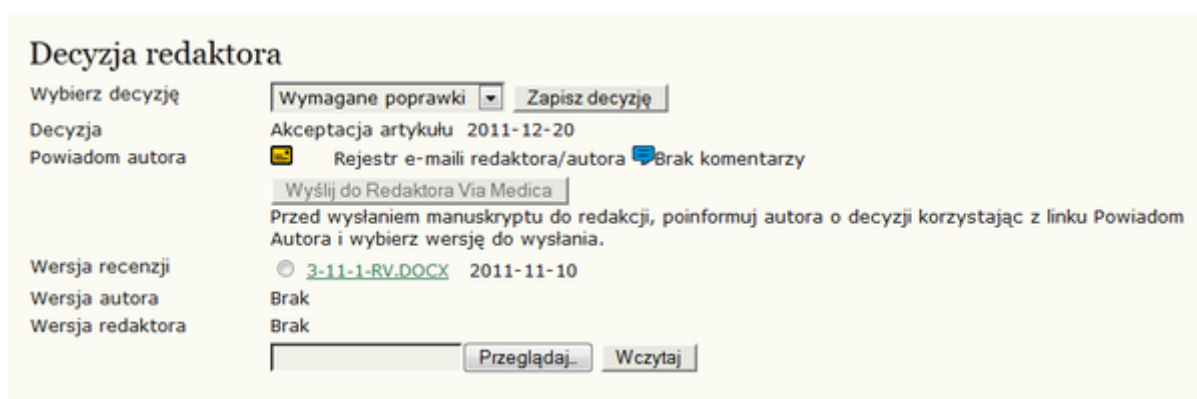 Decyzja redaktora
Wybierz decyzję Wymagane poprawki Zapisz decyzję
Decyzja Akceptacja artykułu 2011-12-20
Powiadom autora Rejestr e-maili redaktora/autora Brak komentarzy
Wyślij do Redaktora Via Medica
Przed wysłaniem manuskryptu do redakcji, poinformuj autora o decyzji korzystając z linku Powiadom
Autora i wybierz wersję do wysłania.
Wersja recenzji 3-11-1-RV.DOCX 2011-11-10
Wersja autora Brak
Wersja redaktora Brak
Przeglądaj... Wczytaj